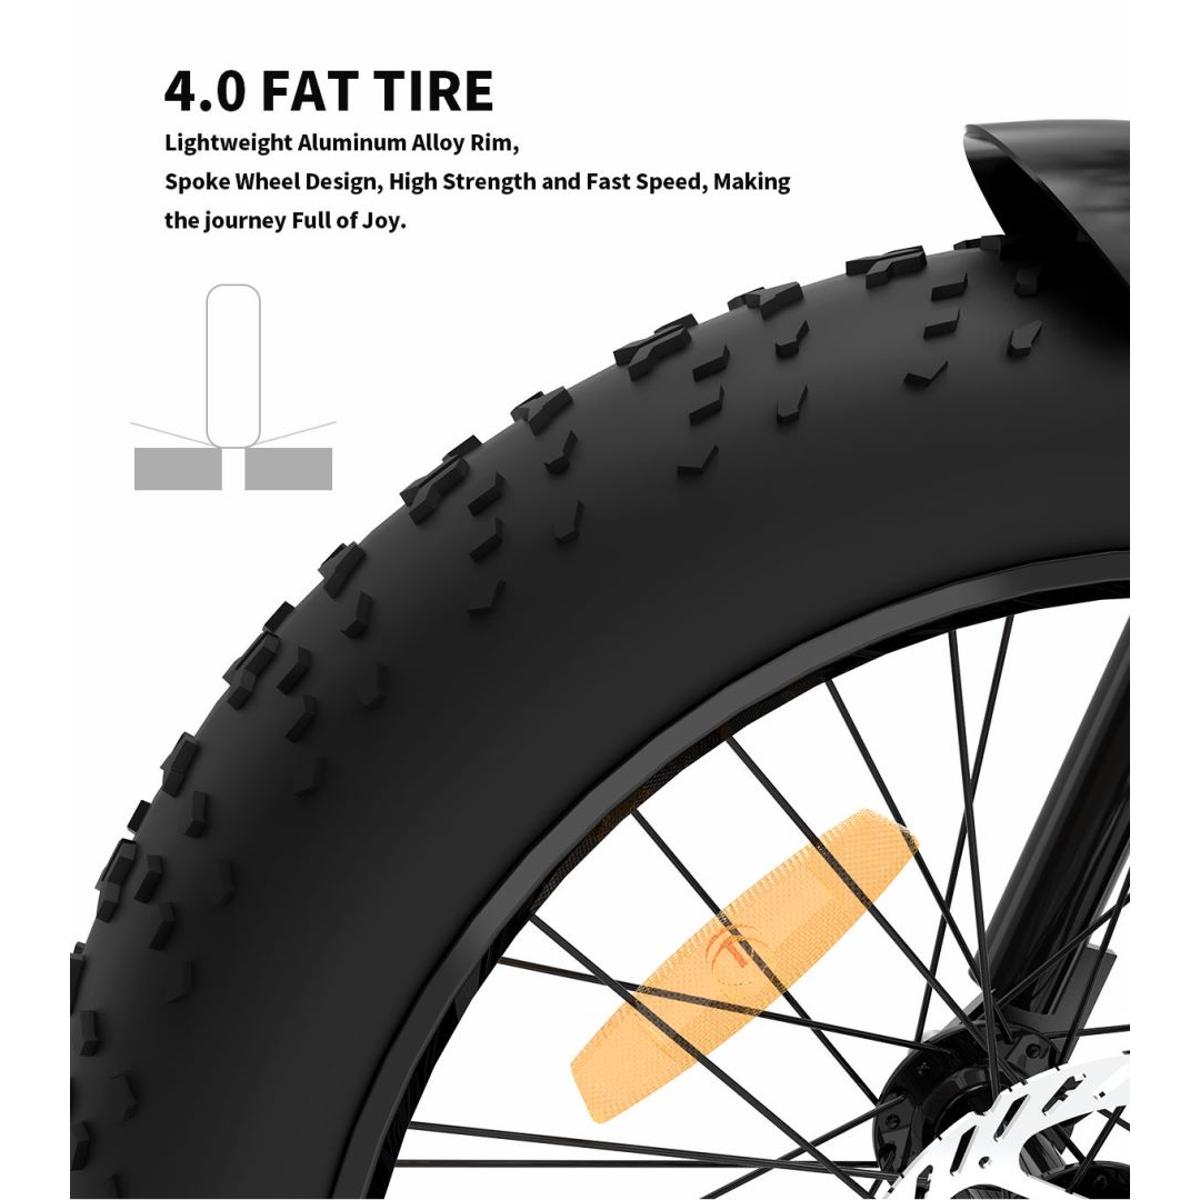 4.0 FAT TIRE
Lightweight Aluminum Alloy Rim,
Spoke Wheel Design, High Strength and Fast Speed, Making
the journey Full of Joy.